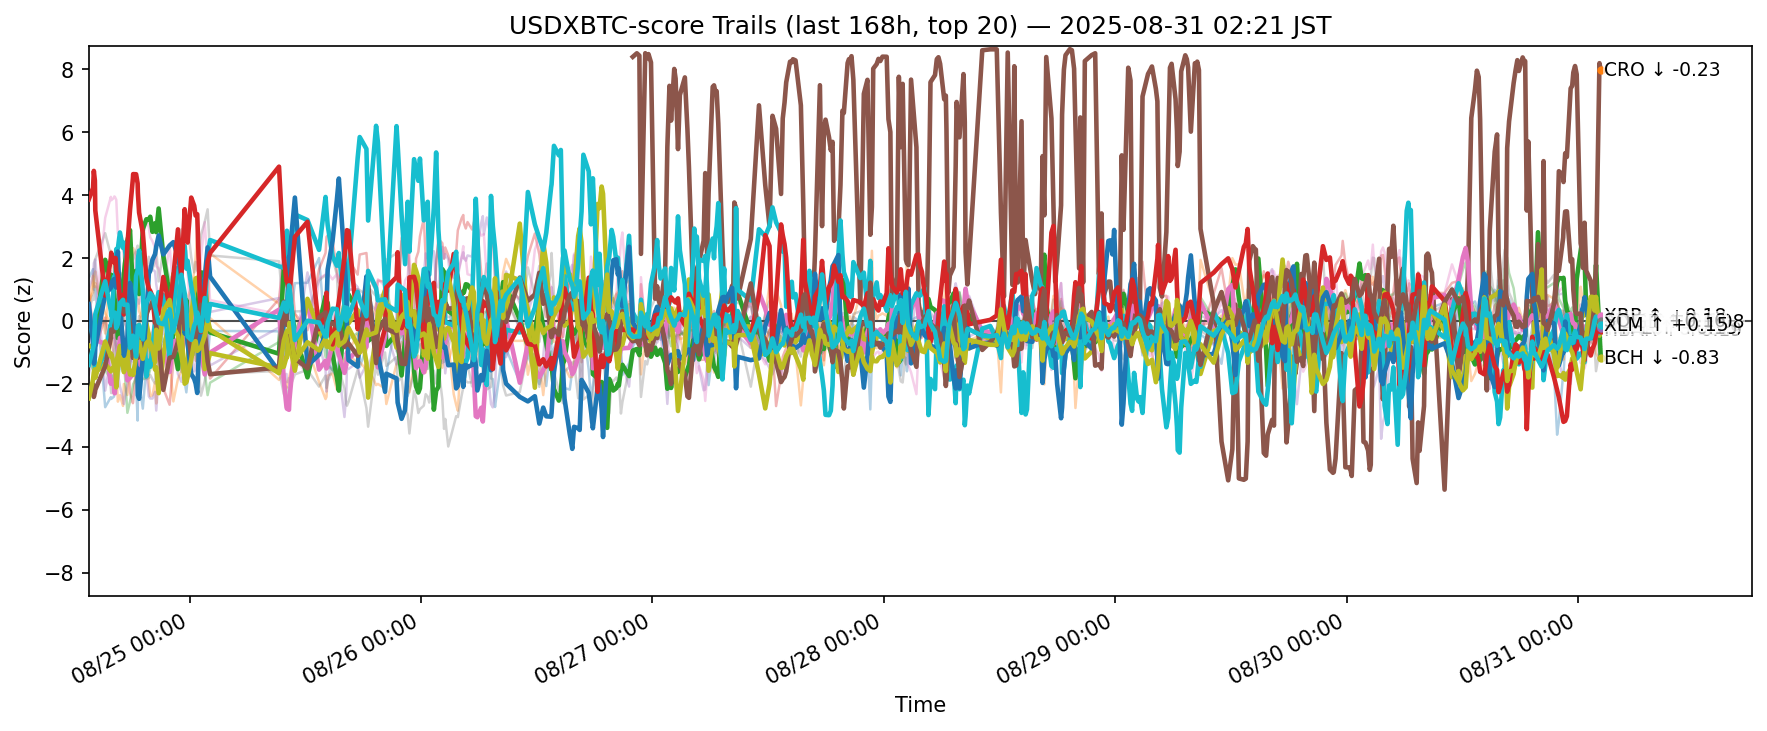 USDXBTC-score Trails (last 168h, top 20) — 2025-08-31 02:21 JST
Score (z)
8
6
4
2
0
−2
−4
−6
−8
CRO ↓ -0.23
XLM ↑ +0.15
BCH ↓ -0.83
08/25 00:00
08/26 00:00
08/27 00:00
08/28 00:00
08/29 00:00
08/30 00:00
08/31 00:00
Time